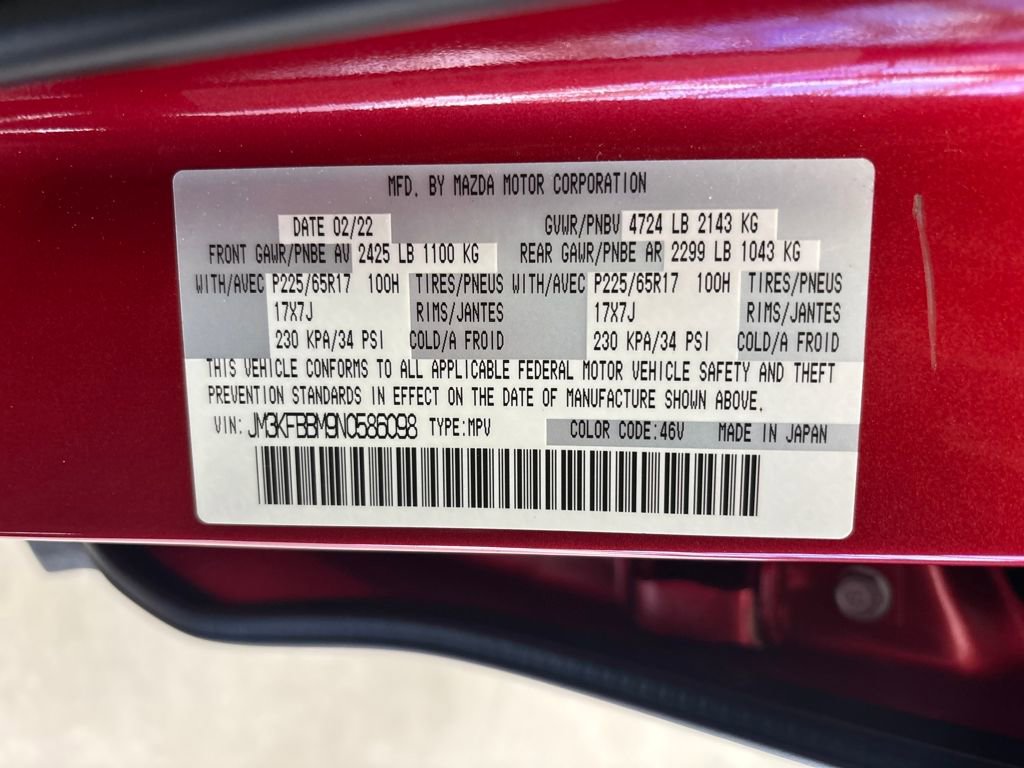 MFD. BY MAZDA MOTOR CORPORATION
DATE 02/22 GVWR/PNBV 4724 LB 2143 KG
FRONT GAWR/PNBE AV 2425 LB 1100 KG REAR GAWR/PNBE AR 2299 LB 1043 KG
WITH/AVEC P225/65R17 100H TIRES/PNEUS WITH/AVEC P225/65R17 100H TIRES/PNEUS
17X7J RIMS/JANTES 17X7J RIMS/JANTES
230 KPA/34 PSI COLD/A FROID 230 KPA/34 PSI COLD/A FROID
THIS VEHICLE CONFORMS TO ALL APPLICABLE FEDERAL MOTOR VEHICLE SAFETY AND THEFT
PREVENTION STANDARDS IN EFFECT ON THE DATE OF MANUFACTURE SHOWN ABOVE.
VIN: JM3KFBBM9N0586098 TYPE:MPV COLOR CODE:46V MADE IN JAPAN